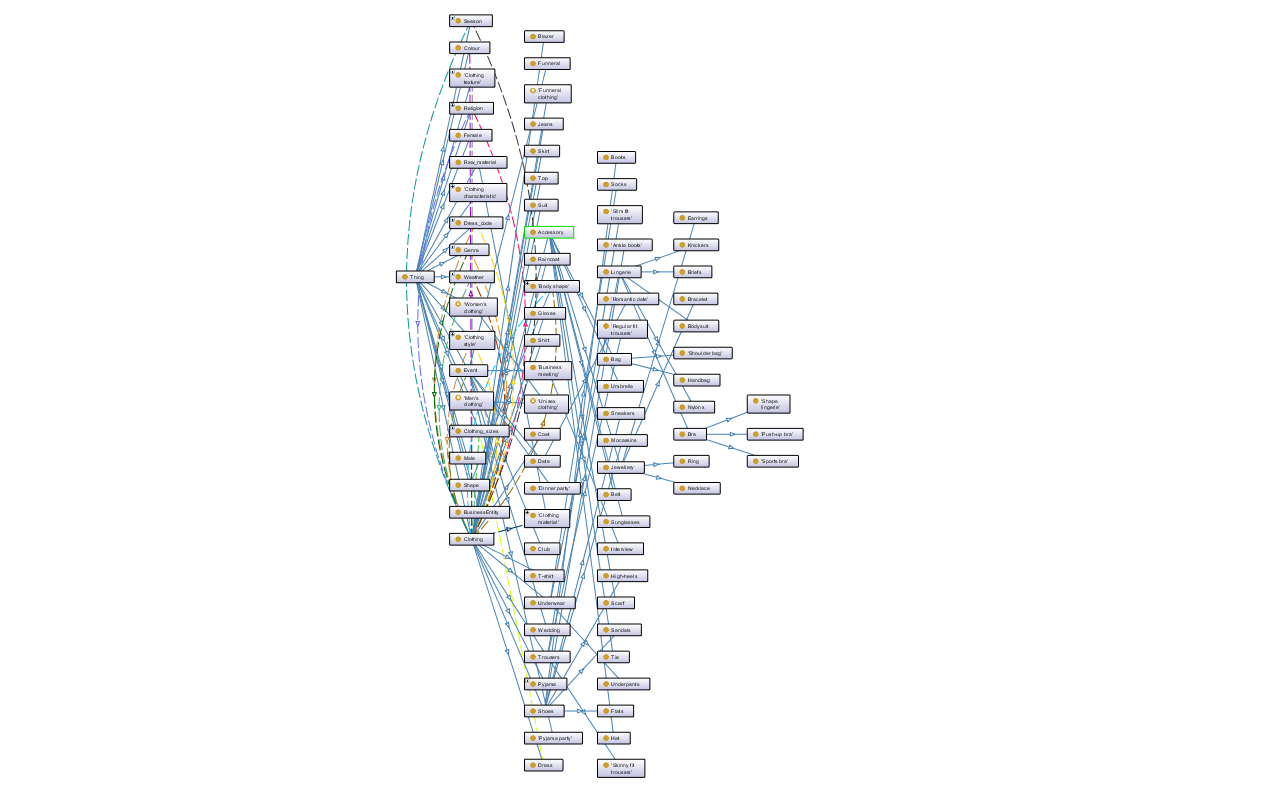 Thing
Season
Colour
'Clothing
texture'
Religion
Female
Raw_material
'Clothing
characteristic'
Dress_code
Genre
Weather
'Women's
clothing'
'Clothing
style'
Event
'Men's
clothing'
Clothing_sizes
Male
Shape
BusinessEntity
Clothing
Blazer
Funneral
'Funneral
clothing'
Jeans
Skirt
Top
Suit
Accessory
Raincoat
'Body shape'
Gloves
Shirt
'Business
meeting'
'Unisex
clothing'
Coat
Date
'Dinner party'
'Clothing
material'
Club
T-shirt
Underwear
Wedding
Trousers
Pyjama
Shoes
'Pyjama party'
Dress
Boots
Socks
'Slim fit
trousers'
'Ankle boots'
Lingerie
'Romantic date'
'Regular fit
trousers'
Bag
Umbrella
Sneakers
Mocassins
Jewellery
Belt
Sunglasses
Interview
High-heels
Scarf
Sandals
Tie
Underpants
Flats
Hat
'Skinny fit
trousers'
Earrings
Knickers
Briefs
Bracelet
Bodysuit
'Shoulder bag'
Handbag
Nylons
Bra
Ring
Necklace
'Shape
lingerie'
'Push-up bra'
'Sports bra'